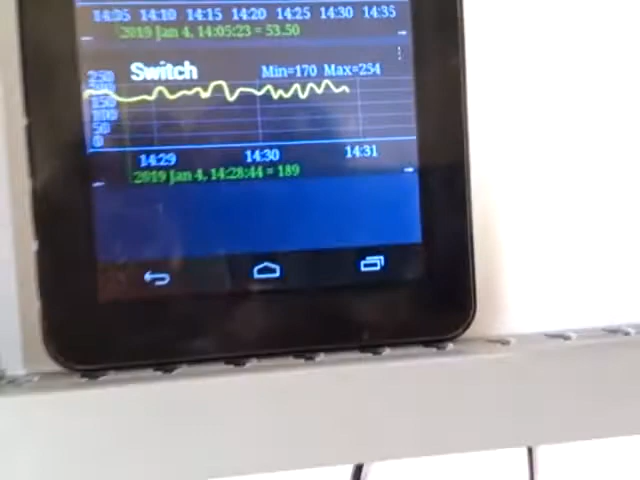 14:05 14:10 14:15 14:20 14:25 14:30 14:35
2019 Jan 4, 14:05:23 = 53.50
Switch Min=170 Max=254
250
200
150
100
50
0
14:29 14:30 14:31
2019 Jan 4, 14:28:44 = 189